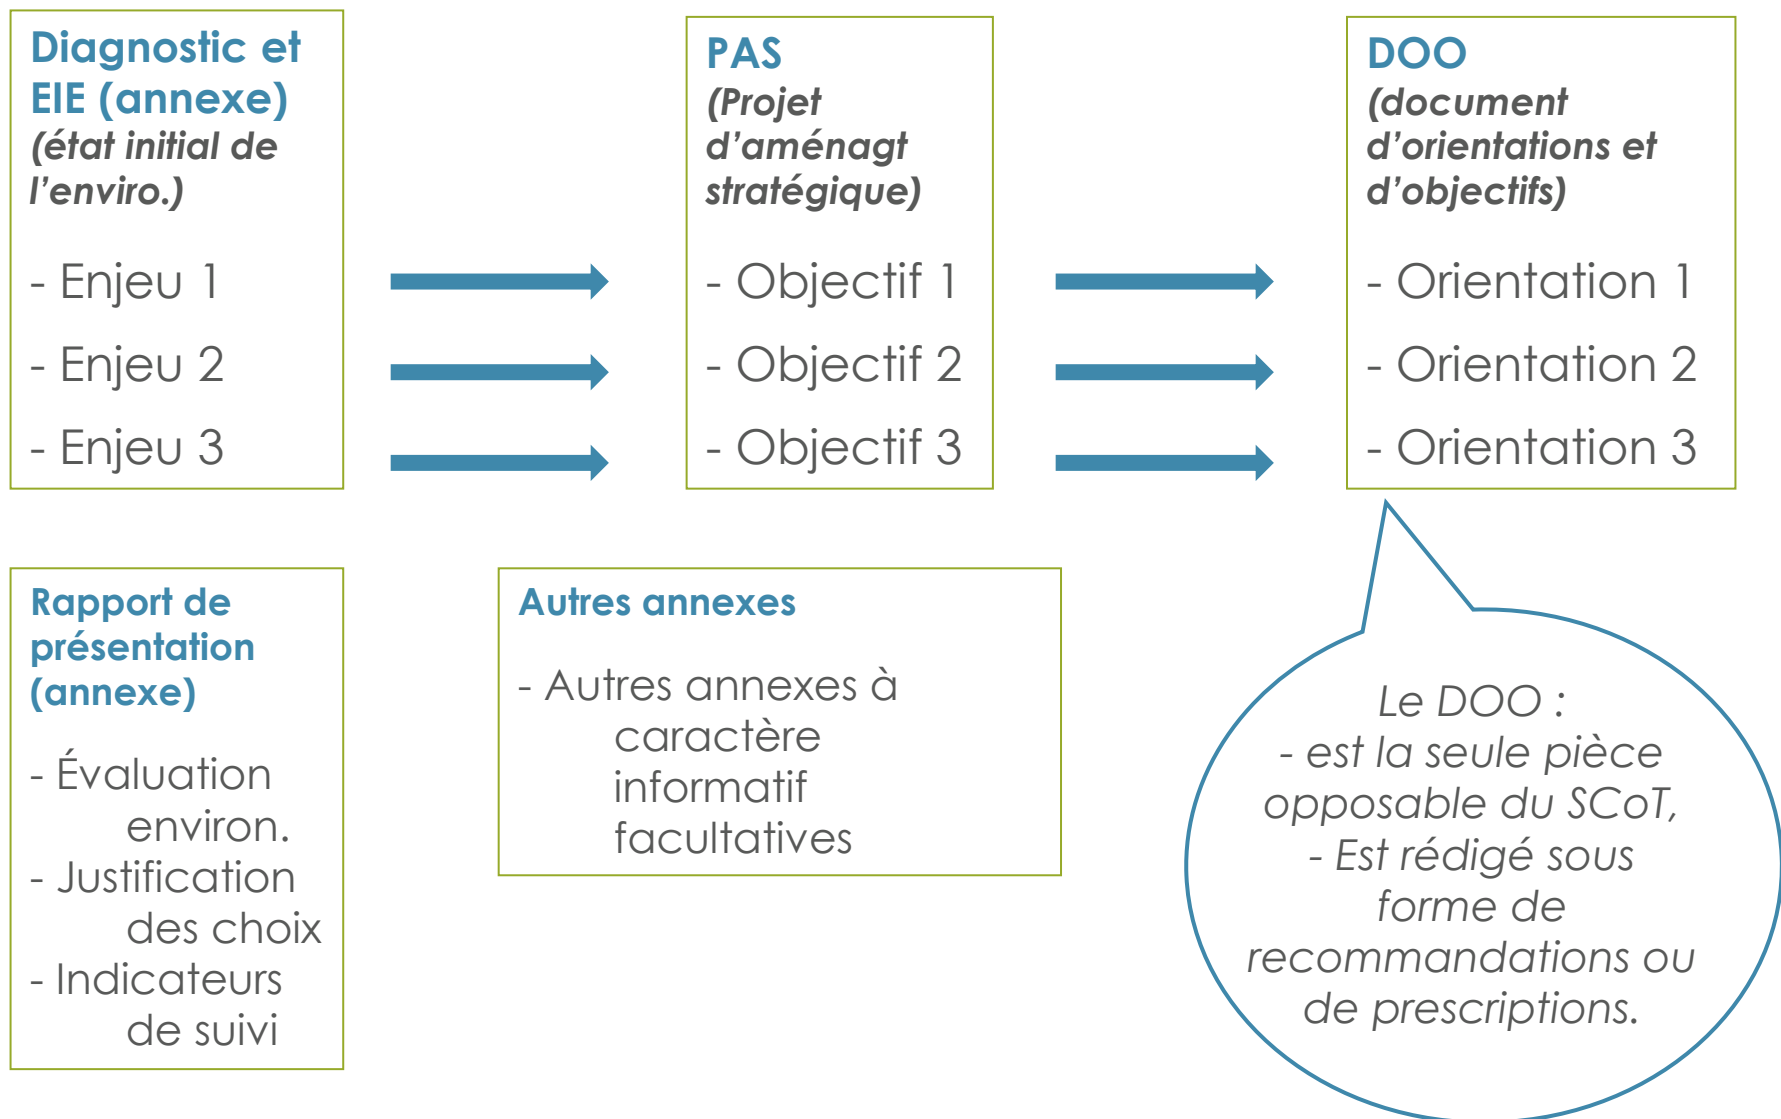 Diagnostic et
EIE (annexe)
(état initial de
l’enviro.)
- Enjeu 1
- Enjeu 2
- Enjeu 3
PAS
(Projet
d’aménagt
stratégique)
- Objectif 1
- Objectif 2
- Objectif 3
DOO
(document
d’orientations et
d’objectifs)
- Orientation 1
- Orientation 2
- Orientation 3
Rapport de
présentation
(annexe)
- Évaluation
environ.
- Justification
des choix
- Indicateurs
de suivi
Autres annexes
- Autres annexes à
caractère
informatif
facultatives
Le DOO :
- est la seule pièce
opposable du SCoT,
- Est rédigé sous
forme de
recommandations ou
de prescriptions.